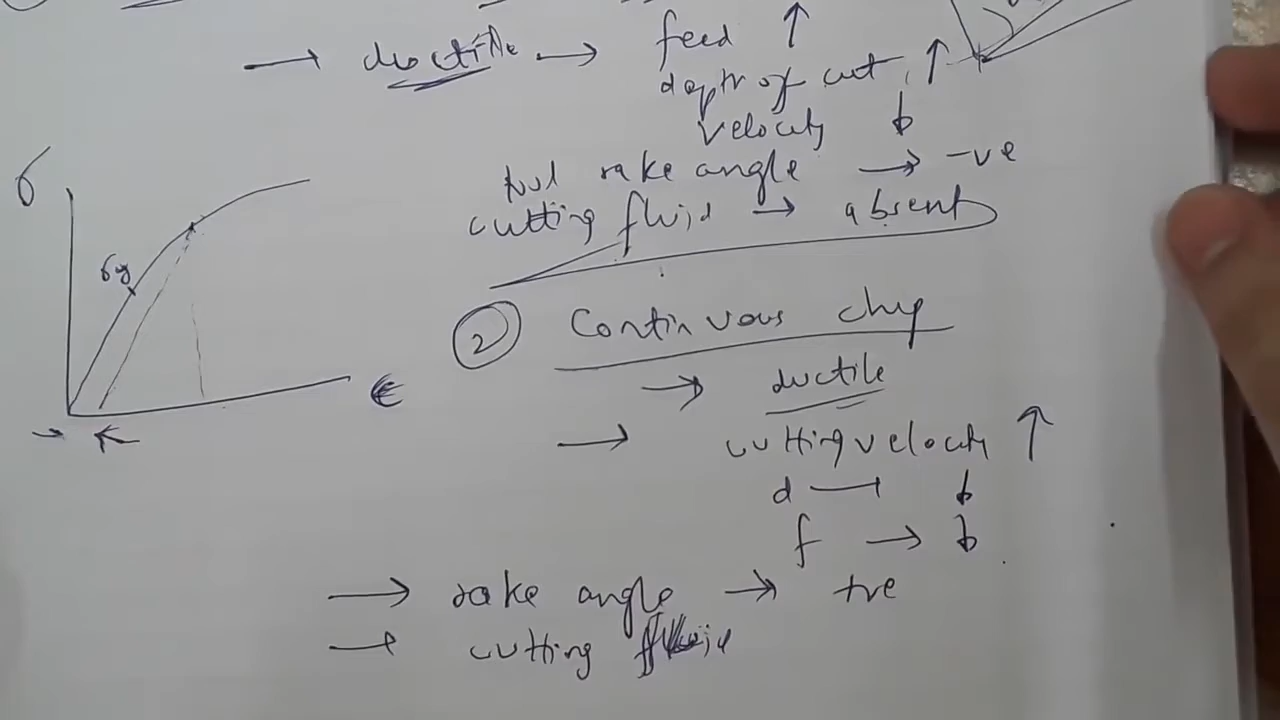 → ductile → feed ↑
depth of cut ↑
velocity ↓
rake angle → -ve
cutting fluid → absent
σ
σy
ε
② Continuous chip
→ ductile
→ cutting velocity ↑
d → ↓
f → ↓
→ rake angle → +ve
→ cutting fluid